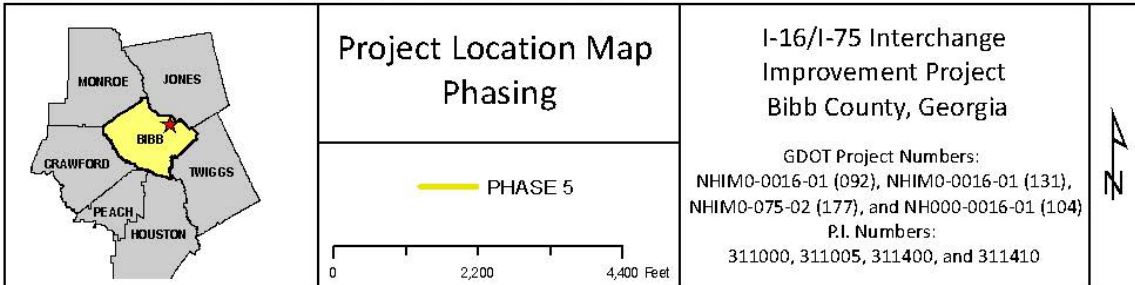 MONROE
JONES
BIBB
CRAWFORD
TWIGGS
PEACH
HOUSTON
Project Location Map
Phasing
PHASE 5
0 2,200 4,400 Feet
I-16/I-75 Interchange
Improvement Project
Bibb County, Georgia
GDOT Project Numbers:
NHIM0-0016-01 (092), NHIM0-0016-01 (131),
NHIM0-075-02 (177), and NH000-0016-01 (104)
P.I. Numbers:
311000, 311005, 311400, and 311410
N